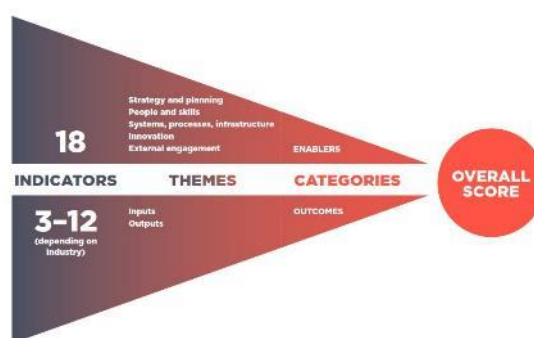 Strategy and planning
People and skills
Systems, processes, infrastructure
Innovation
External engagement
18
ENABLERS
INDICATORS
THEMES
CATEGORIES
OVERALL
SCORE
3–12
(depending on
industry)
Inputs
Outputs
OUTCOMES